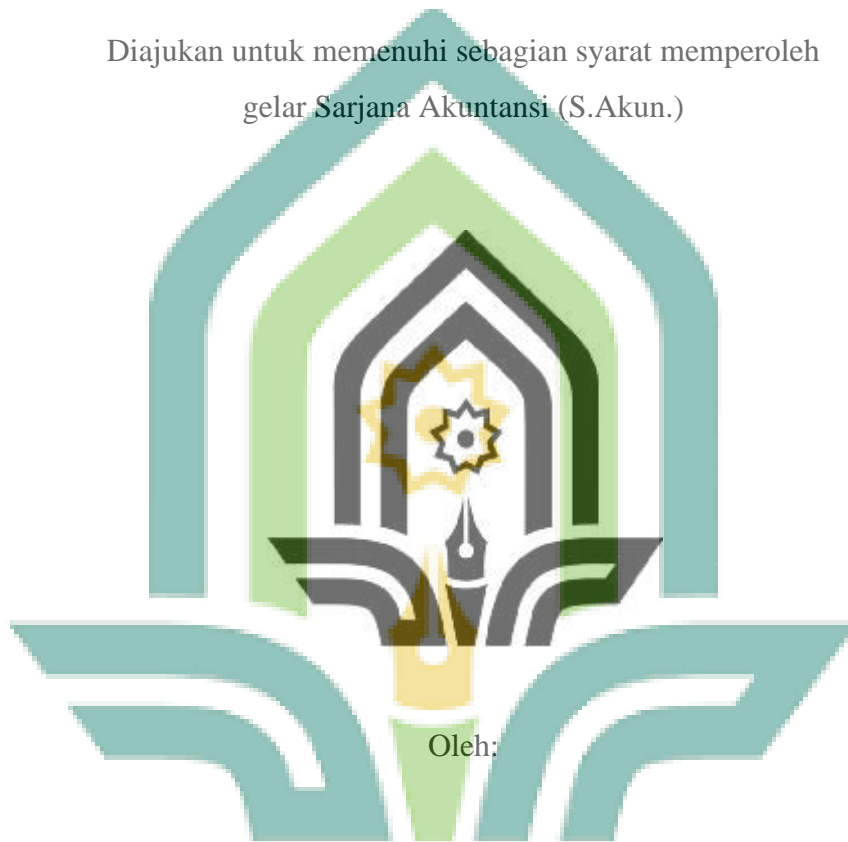 Diajukan untuk memenuhi sebagian syarat memperoleh
gelar Sarjana Akuntansi (S.Akun.)
Oleh: